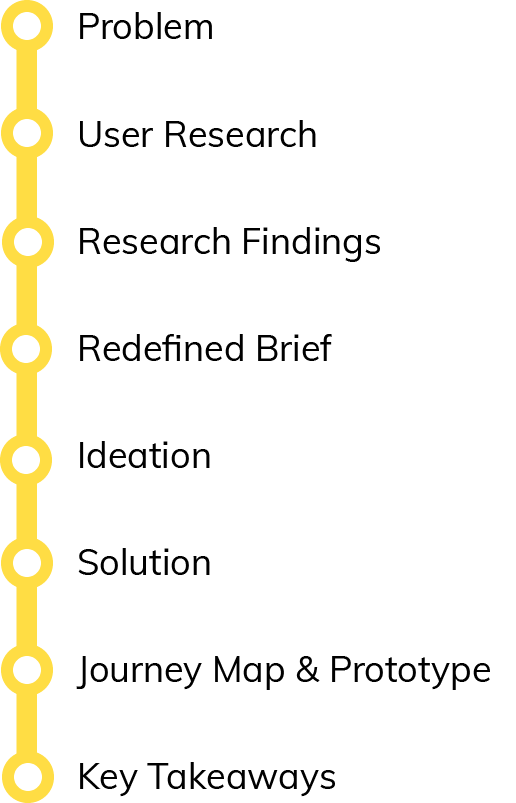 Problem
User Research
Research Findings
Redefined Brief
Ideation
Solution
Journey Map & Prototype
Key Takeaways